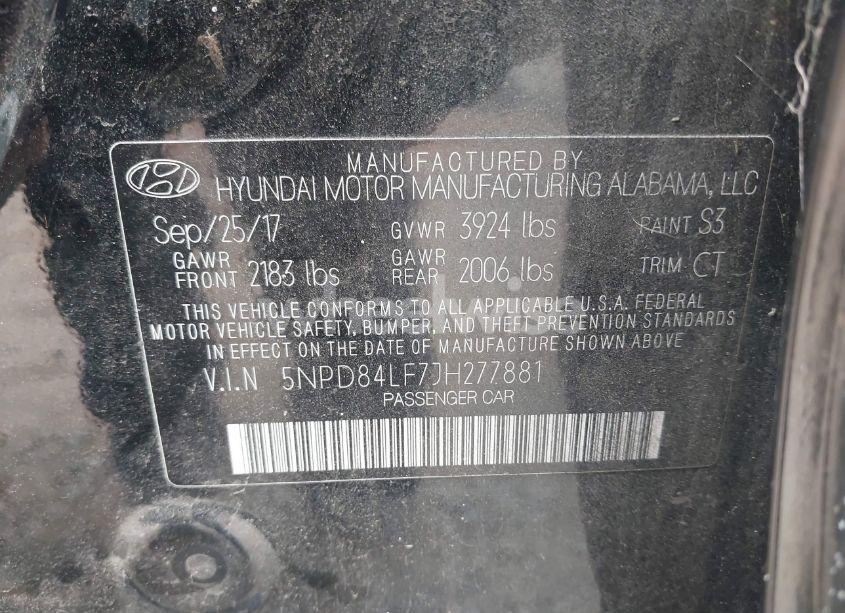 MANUFACTURED BY
HYUNDAI MOTOR MANUFACTURING ALABAMA, LLC
Sep/25/17 GVWR 3924 lbs PAINT S3
GAWR FRONT 2183 lbs GAWR REAR 2006 lbs TRIM CT
THIS VEHICLE CONFORMS TO ALL APPLICABLE U.S.A. FEDERAL
MOTOR VEHICLE SAFETY, BUMPER, AND THEFT PREVENTION STANDARDS
IN EFFECT ON THE DATE OF MANUFACTURE SHOWN ABOVE
V.I.N 5NPD84LF7JH277881
PASSENGER CAR